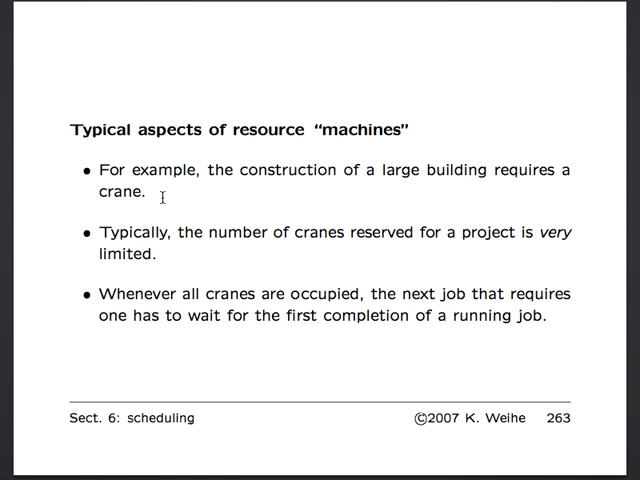 Typical aspects of resource “machines”
• For example, the construction of a large building requires a
crane.
• Typically, the number of cranes reserved for a project is very
limited.
• Whenever all cranes are occupied, the next job that requires
one has to wait for the first completion of a running job.
Sect. 6: scheduling ©2007 K. Weihe 263